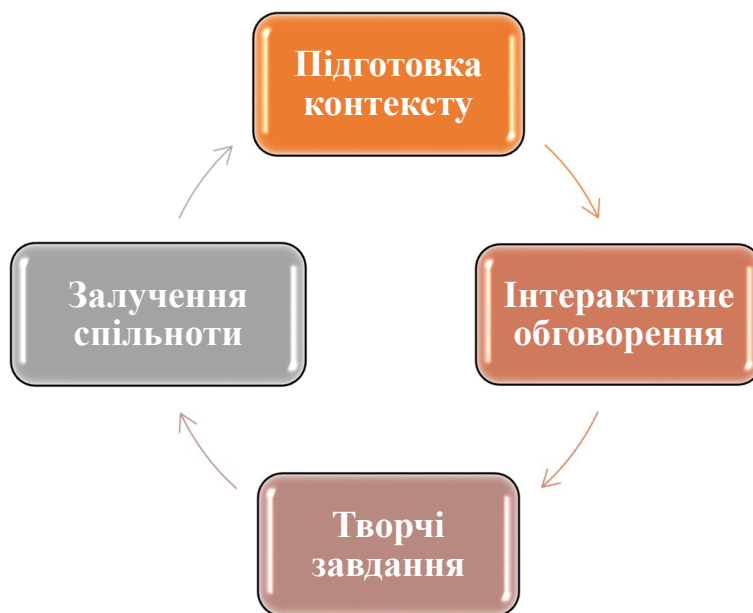 Підготовка
контексту
Інтерактивне
обговорення
Творчі
завдання
Залучення
спільноти